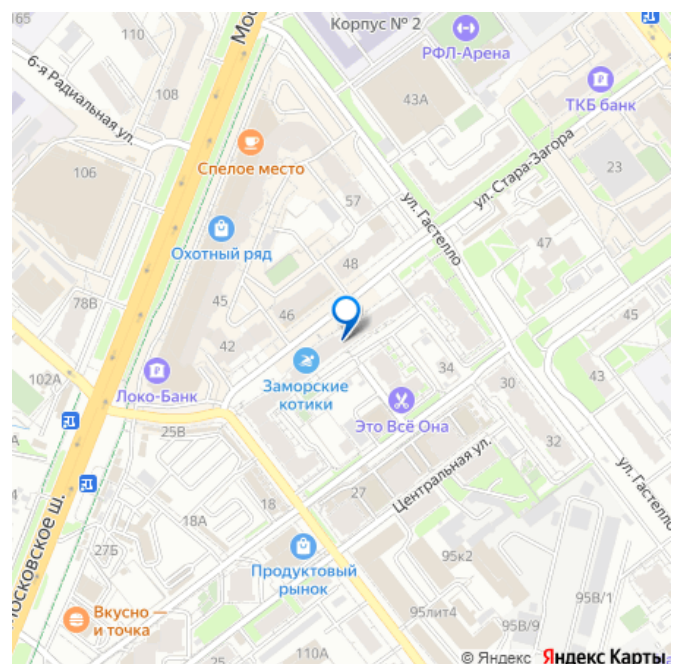 165
110
Мос
Корпус № 2
РФЛ-Арена
6-я Радиальная ул.
108
43А
ТКБ банк
106
Спелое место
57
ул. Стара-Загора
23
ул. Гастелло
Охотный ряд
48
47
78В
45
46
45
42
102А
Локо-Банк
Заморские
котики
34
30
43
25В
Это Всё Она
32
Центральная ул.
ул. Гастелло
18
27
18А
Московское ш.
27Б
Продуктовый
рынок
95к2
95В/1
Вкусно —
и точка
95лит4
95В/9
25
110А
© Яндекс Яндекс Карты